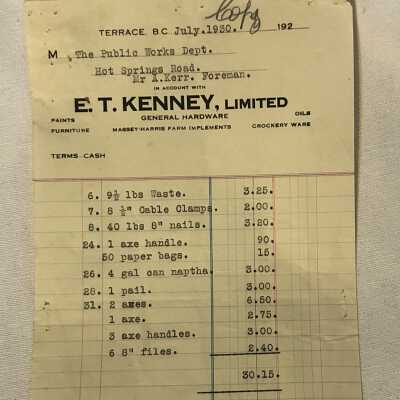 Copy
TERRACE, B.C. July.1930. 192
M The Public Works Dept.
Hot Springs Road.
Mr A.Kerr. Foreman.
IN ACCOUNT WITH
E. T. KENNEY, LIMITED
GENERAL HARDWARE
PAINTS OILS
FURNITURE MASSEY-HARRIS FARM IMPLEMENTS CROCKERY WARE
TERMS CASH
6. 9½ lbs Waste. 3.25.
7. 8 ½" Cable Clamps. 2.00.
8. 40 lbs 8" nails. 3.20.
24. 1 axe handle. 90.
50 paper bags. 15.
26. 4 gal can naptha. 3.00.
28. 1 pail. 3.00.
31. 2 axes. 6.50.
1 axe. 2.75.
3 axe handles. 3.00.
6 8" files. 2.40.
30.15.